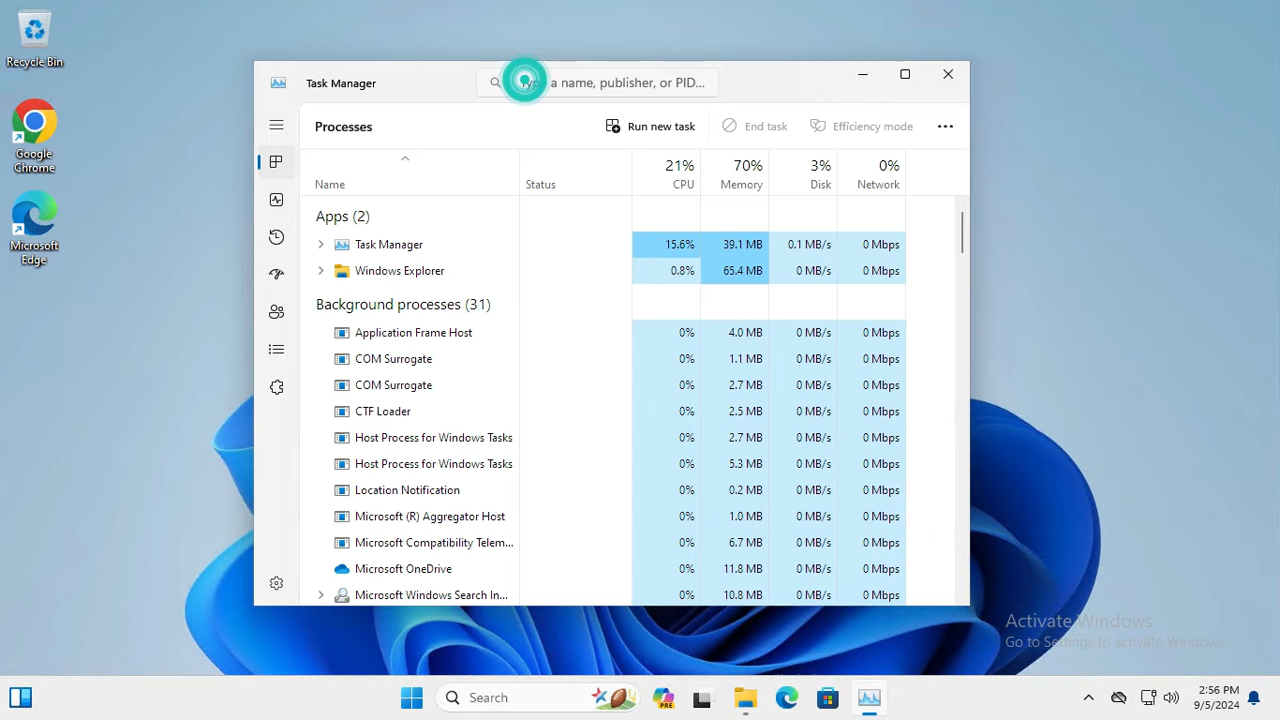 Recycle Bin
Google
Chrome
Microsoft
Edge
Task Manager
a name, publisher, or PID...
Processes
Run new task
End task
Efficiency mode
21% 70% 3% 0%
Name Status CPU Memory Disk Network
Apps (2)
Task Manager 15.6% 39.1 MB 0.1 MB/s 0 Mbps
Windows Explorer 0.8% 65.4 MB 0 MB/s 0 Mbps
Background processes (31)
Application Frame Host 0% 4.0 MB 0 MB/s 0 Mbps
COM Surrogate 0% 1.1 MB 0 MB/s 0 Mbps
COM Surrogate 0% 2.7 MB 0 MB/s 0 Mbps
CTF Loader 0% 2.5 MB 0 MB/s 0 Mbps
Host Process for Windows Tasks 0% 2.7 MB 0 MB/s 0 Mbps
Host Process for Windows Tasks 0% 5.3 MB 0 MB/s 0 Mbps
Location Notification 0% 0.2 MB 0 MB/s 0 Mbps
Microsoft (R) Aggregator Host 0% 1.0 MB 0 MB/s 0 Mbps
Microsoft Compatibility Telem... 0% 6.7 MB 0 MB/s 0 Mbps
Microsoft OneDrive 0% 11.8 MB 0 MB/s 0 Mbps
Microsoft Windows Search In... 0% 10.8 MB 0 MB/s 0 Mbps
Activate Windows
Go to Settings to activate Windows.
Search
PRE
2:56 PM
9/5/2024